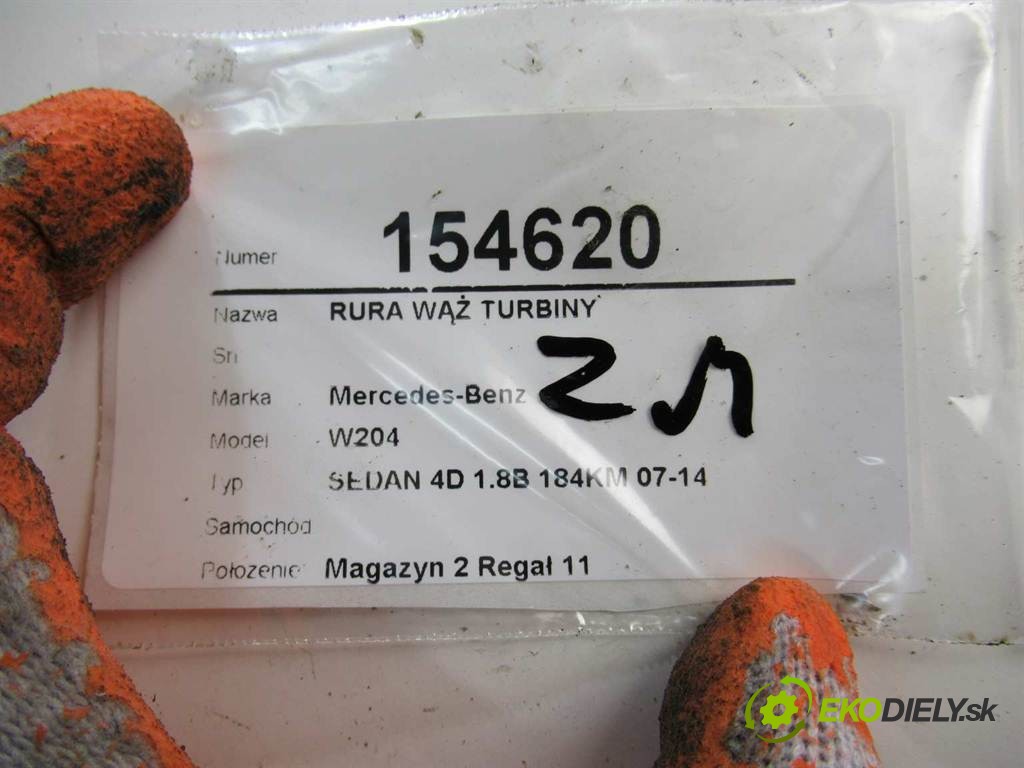 Numer 154620
Nazwa RURA WĄŻ TURBINY
Sn
Marka Mercedes-Benz
Model W204
Typ SEDAN 4D 1.8B 184KM 07-14
Samochód
Położenie Magazyn 2 Regał 11
EKODIELY.sk